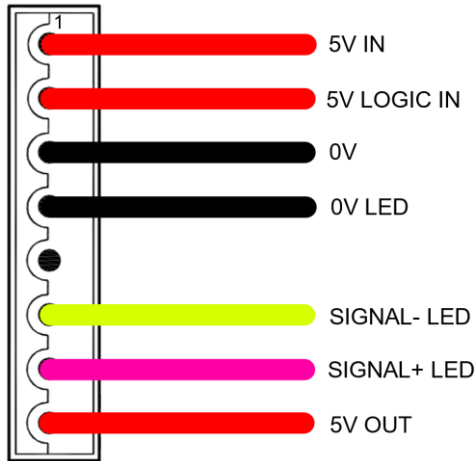 1
5V IN
5V LOGIC IN
0V
0V LED
SIGNAL- LED
SIGNAL+ LED
5V OUT